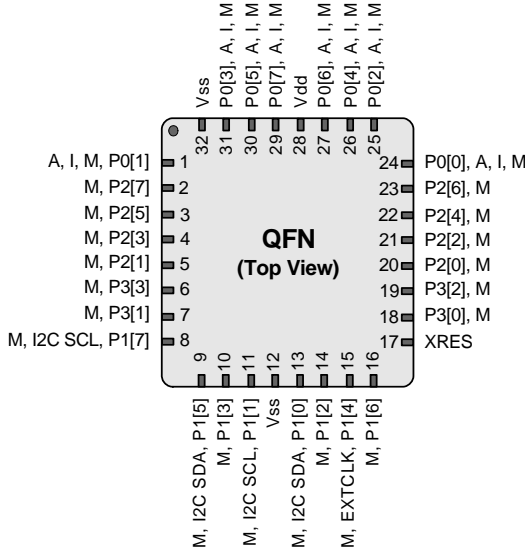 Vss
P0[3], A, I, M
P0[5], A, I, M
P0[7], A, I, M
Vdd
P0[6], A, I, M
P0[4], A, I, M
P0[2], A, I, M
32
31
30
29
28
27
26
25
A, I, M, P0[1]
1
M, P2[7]
2
M, P2[5]
3
M, P2[3]
4
M, P2[1]
5
M, P3[3]
6
M, P3[1]
7
M, I2C SCL, P1[7]
8
QFN
(Top View)
24
P0[0], A, I, M
23
P2[6], M
22
P2[4], M
21
P2[2], M
20
P2[0], M
19
P3[2], M
18
P3[0], M
17
XRES
9
10
11
12
13
14
15
16
M, I2C SDA, P1[5]
M, P1[3]
M, I2C SCL, P1[1]
Vss
M, I2C SDA, P1[0]
M, P1[2]
M, EXTCLK, P1[4]
M, P1[6]